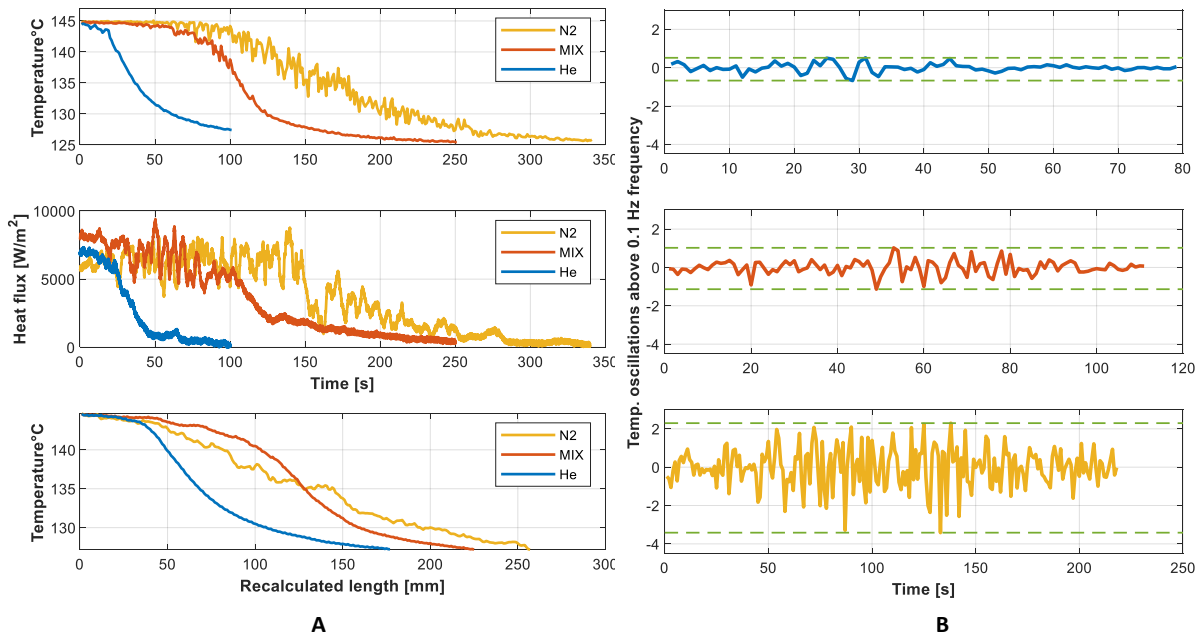 Temperature°C
145
140
135
130
125
0 50 100 150 200 250 300 350
N2
MIX
He
Heat flux [W/m2]
10000
5000
0
0 50 100 150 200 250 300
N2
MIX
He
Time [s]
Temperature°C
140
135
130
0 50 100 150 200 250
N2
MIX
He
Recalculated length [mm]
A
Temp. oscillations above 0.1 Hz frequency
2
0
-2
-4
0 10 20 30 40 50 60 70 80
2
0
-2
-4
0 20 40 60 80 100 120
2
0
-2
-4
0 50 100 150 200 250
Time [s]
B